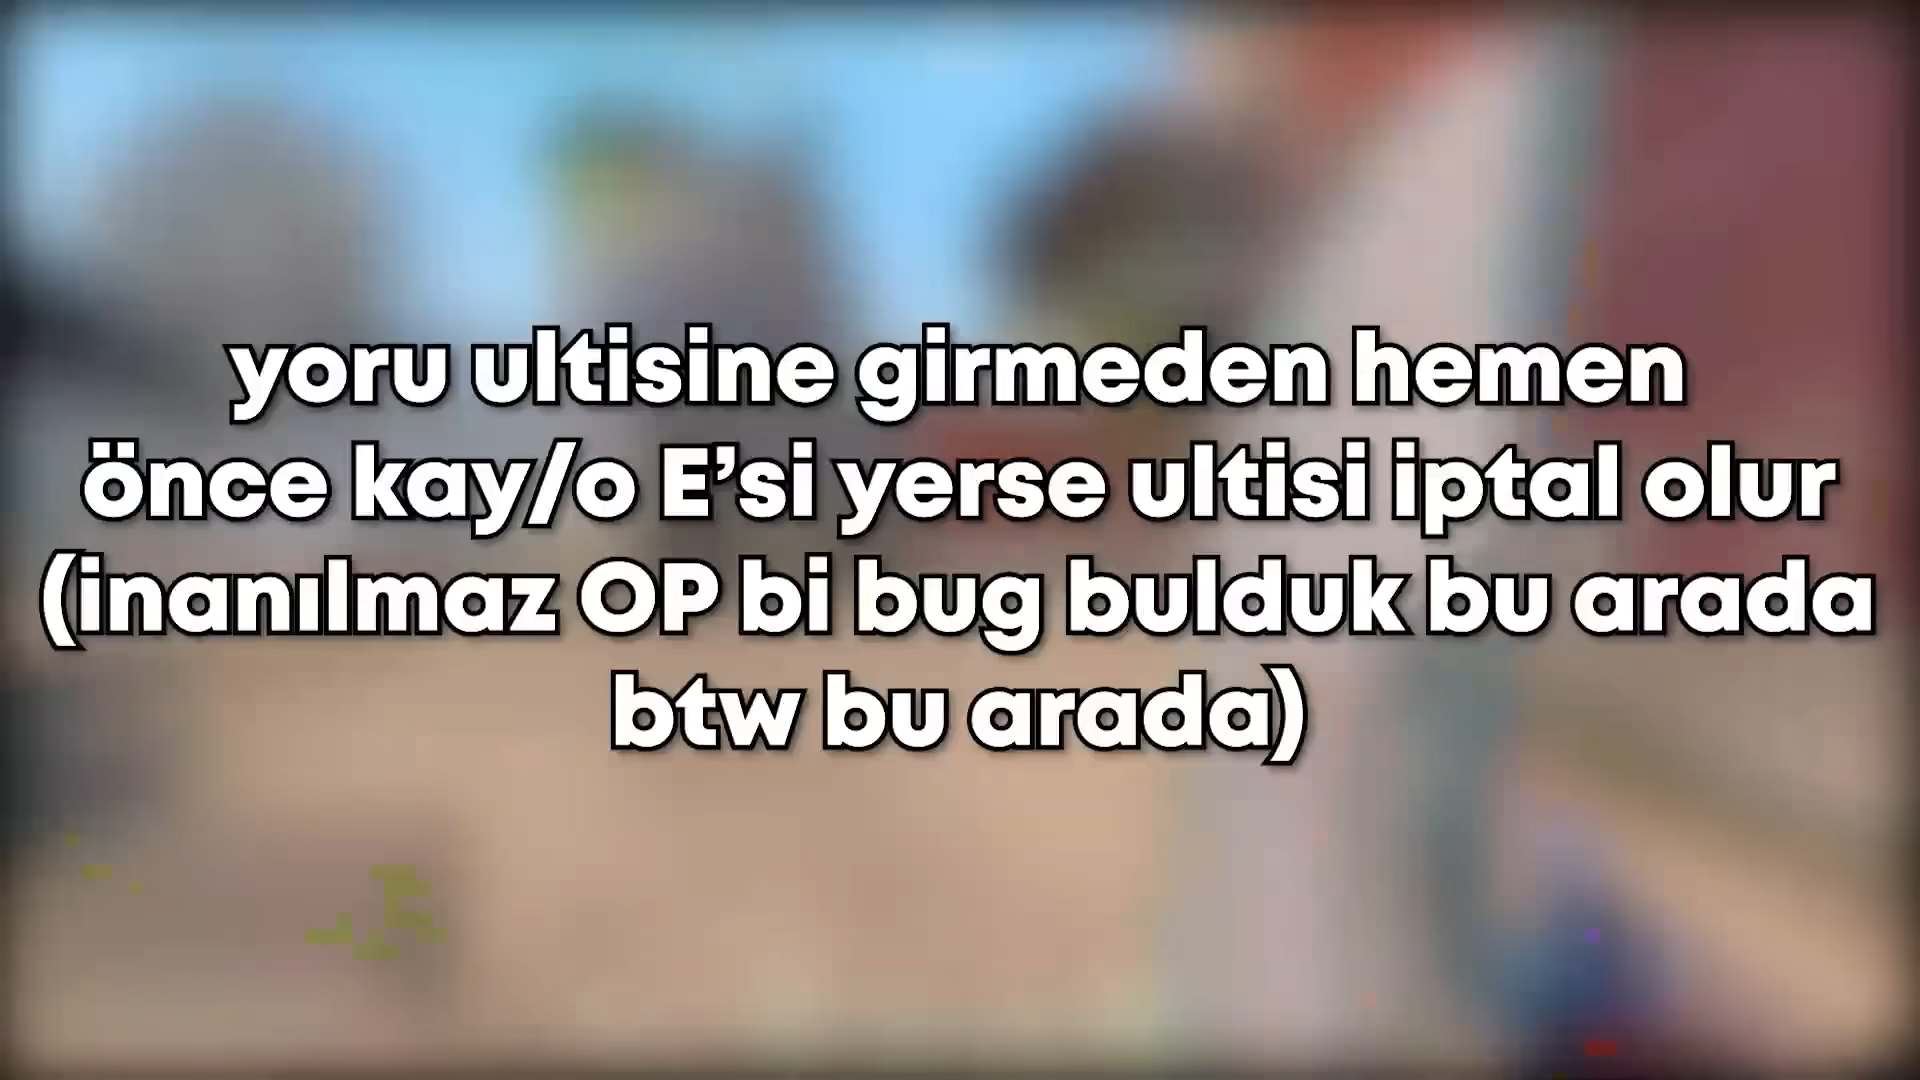 yoru ultisine girmeden hemen
önce kay/o E’si yerse ultisi iptal olur
(inanılmaz OP bi bug bulduk bu arada
btw bu arada)